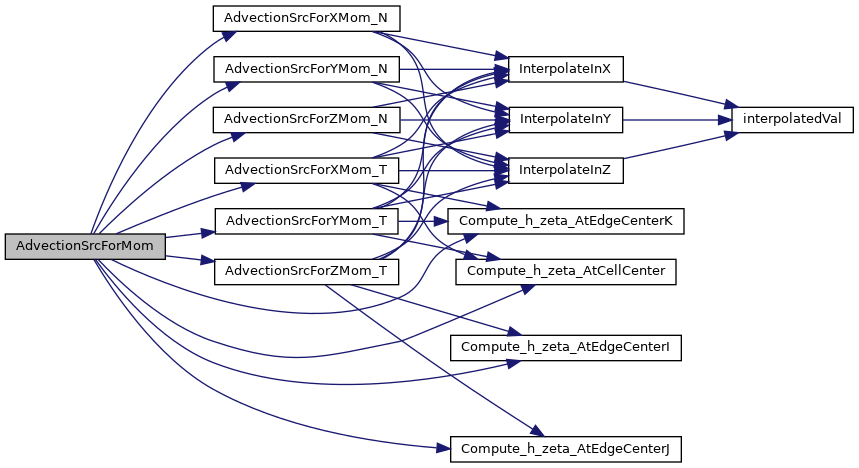 AdvectionSrcForMom
AdvectionSrcForXMom_N
AdvectionSrcForYMom_N
AdvectionSrcForZMom_N
AdvectionSrcForXMom_T
AdvectionSrcForYMom_T
AdvectionSrcForZMom_T
InterpolateInX
InterpolateInY
InterpolateInZ
Compute_h_zeta_AtEdgeCenterK
Compute_h_zeta_AtCellCenter
Compute_h_zeta_AtEdgeCenterI
Compute_h_zeta_AtEdgeCenterJ
interpolatedVal